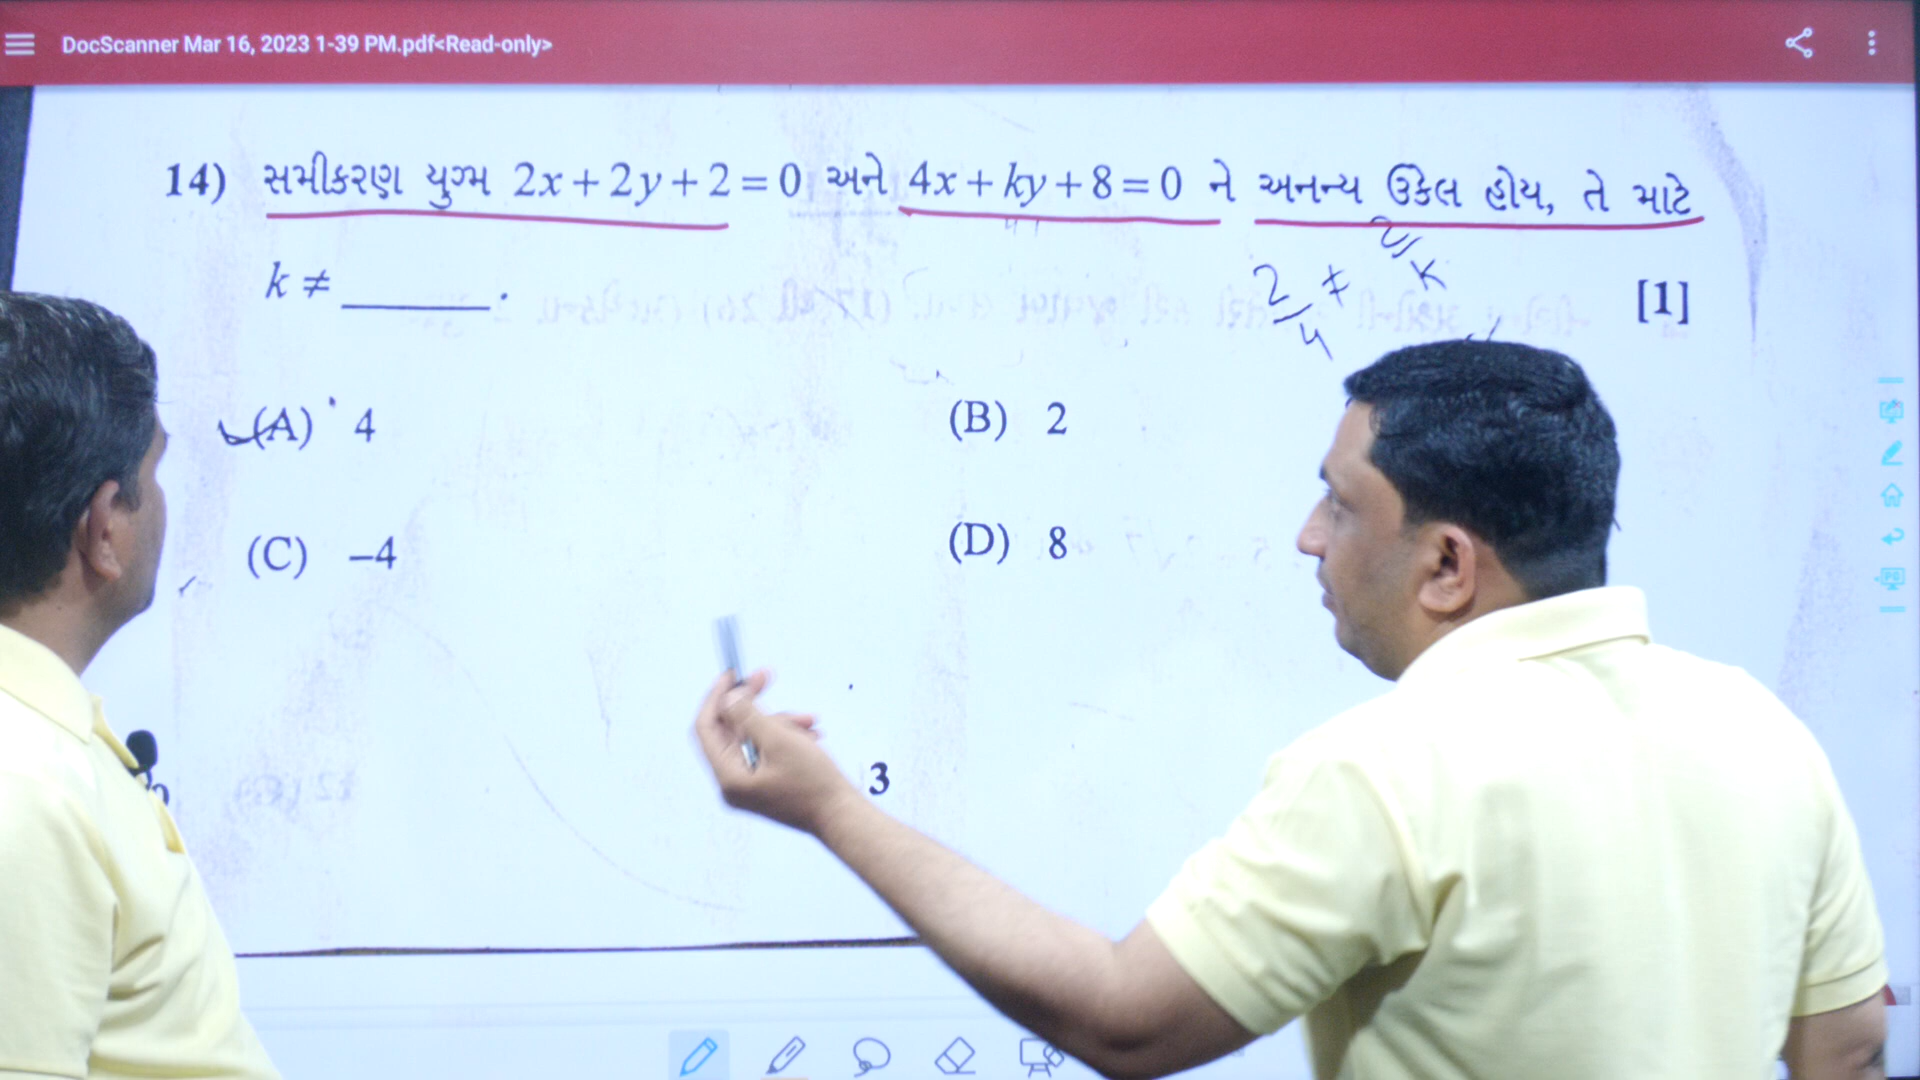 DocScanner Mar 16, 2023 1-39 PM.pdf<Read-only>
14) સમીકરણ યુગ્મ 2x + 2y + 2 = 0 અને 4x + ky + 8 = 0 ને અનન્ય ઉકેલ હોય, તે માટે
k ≠ ______. [1]
2/4 ≠ 2/k
(A) 4 (B) 2
(C) –4 (D) 8
3